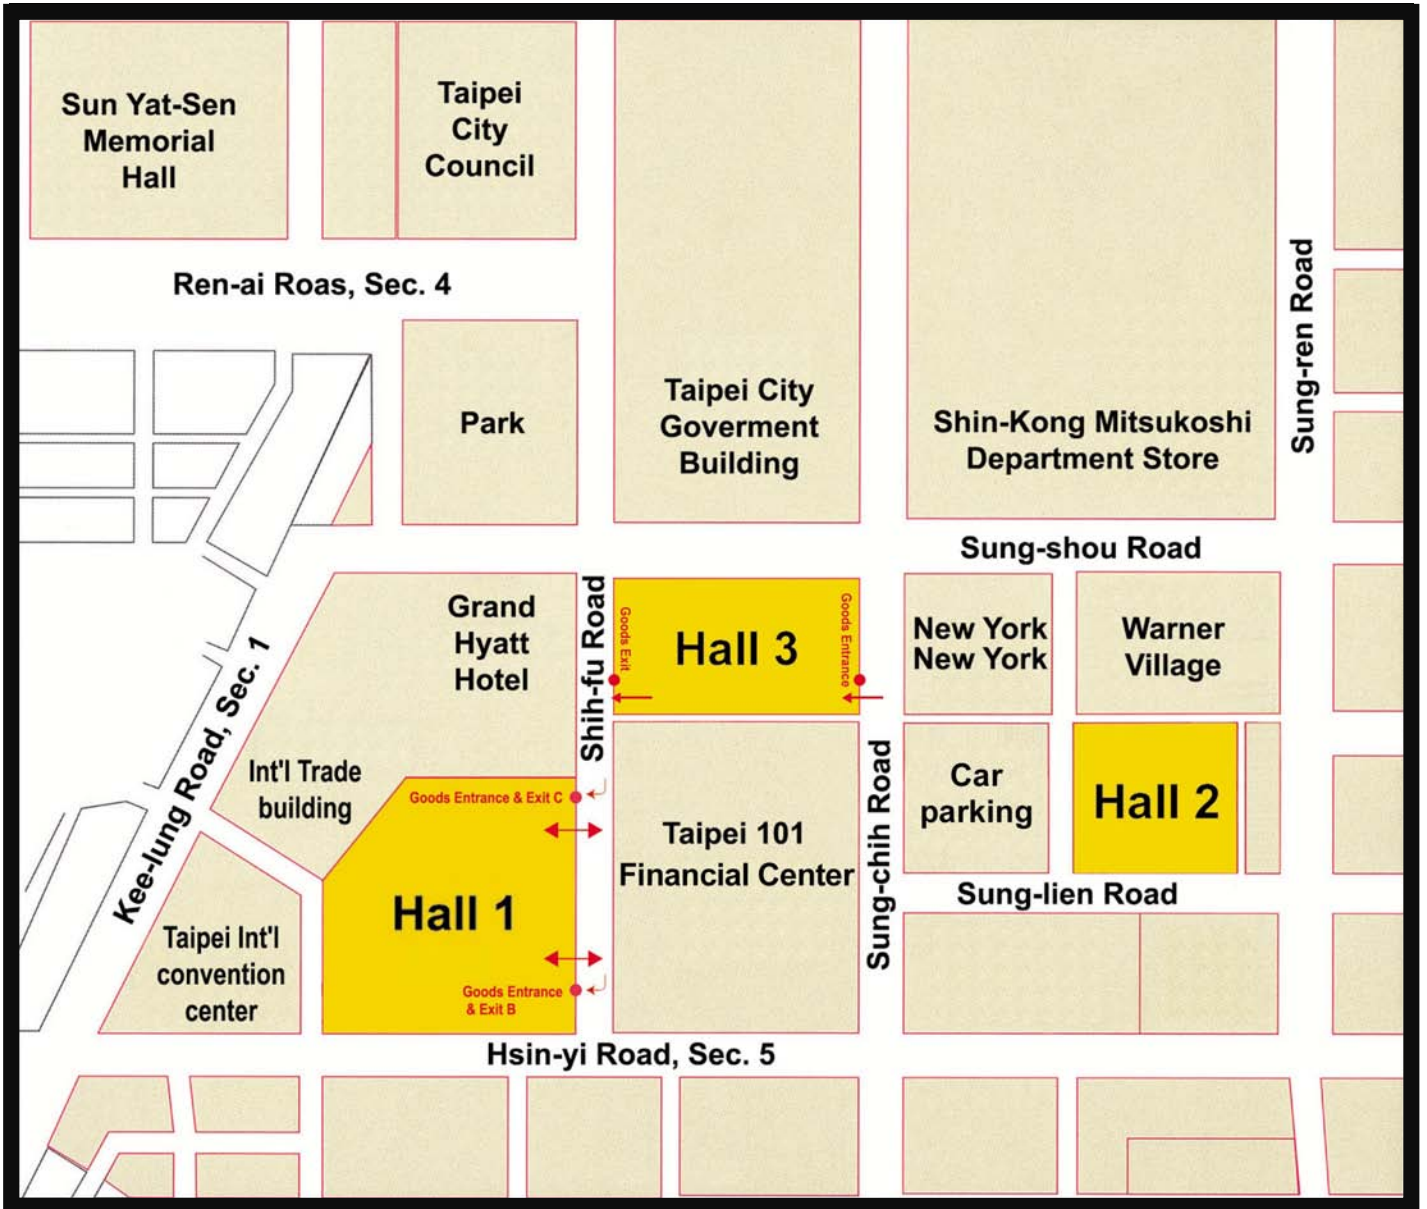 Sun Yat-Sen
Memorial
Hall
Taipei
City
Council
Ren-ai Roas, Sec. 4
Park
Taipei City
Goverment
Building
Shin-Kong Mitsukoshi
Department Store
Sung-ren Road
Sung-shou Road
Grand
Hyatt
Hotel
Shih-fu Road
Goods Exit
Hall 3
Goods Entrance
New York
New York
Warner
Village
Kee-lung Road, Sec. 1
Int'l Trade
building
Goods Entrance & Exit C
Hall 1
Goods Entrance
& Exit B
Taipei 101
Financial Center
Sung-chih Road
Car
parking
Hall 2
Sung-lien Road
Taipei Int'l
convention
center
Hsin-yi Road, Sec. 5